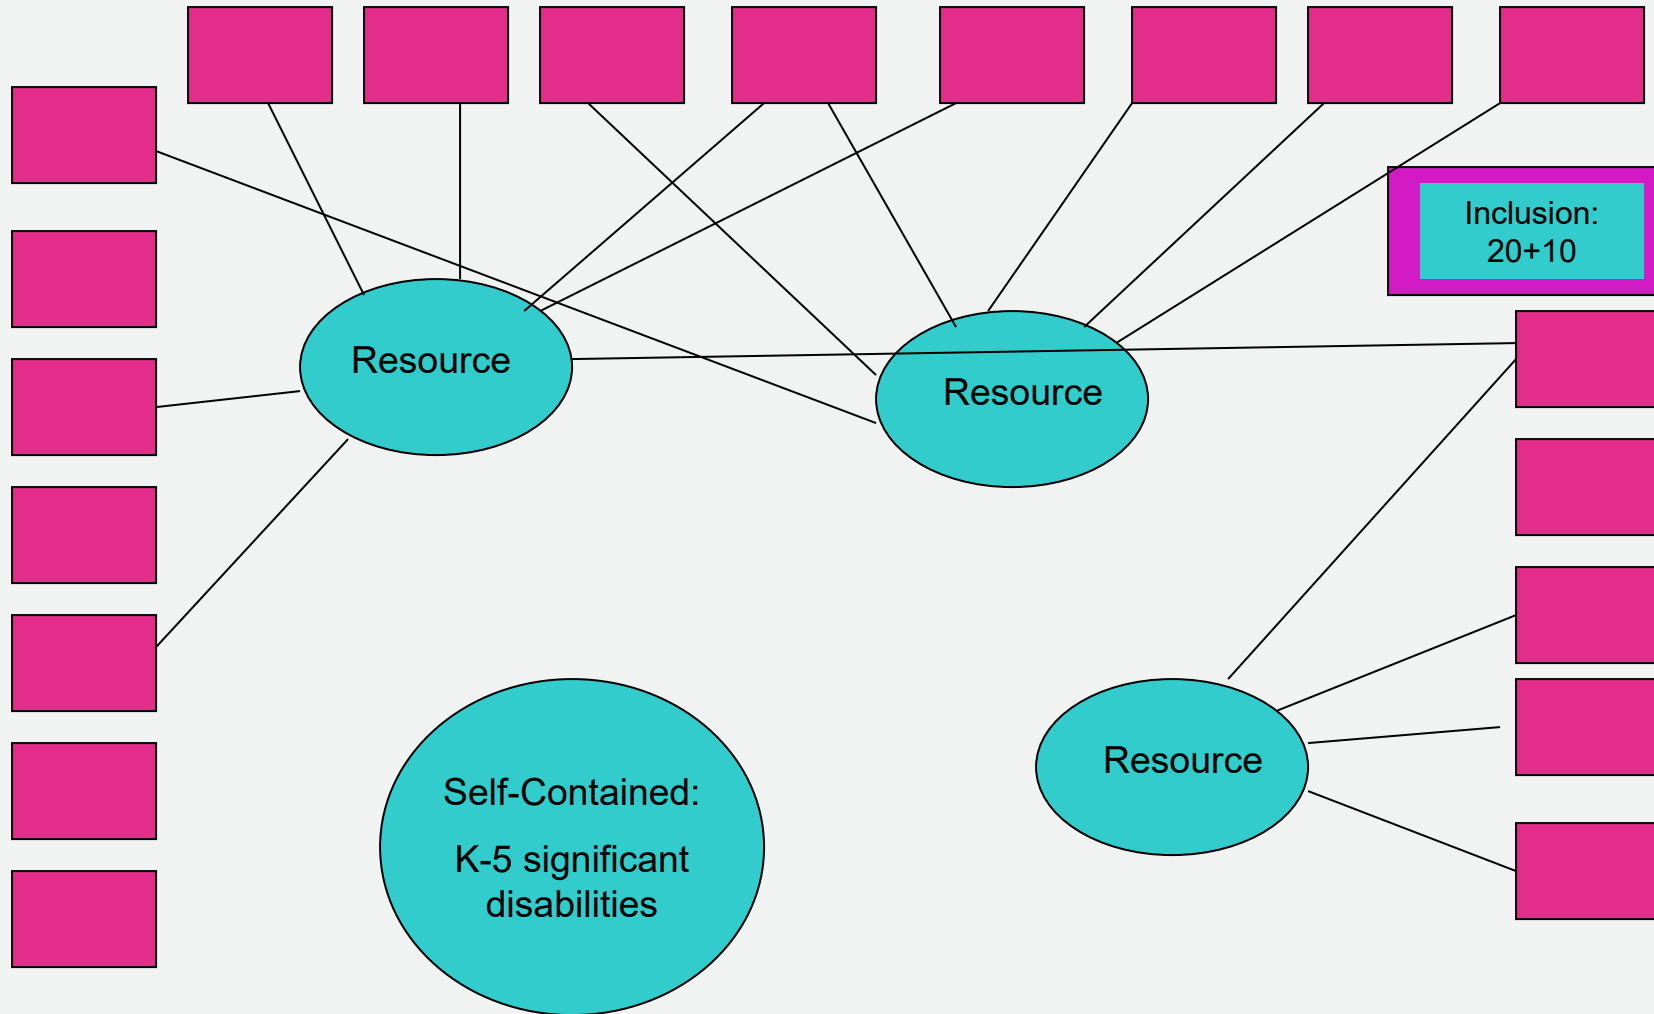 Inclusion:
20+10
Resource
Resource
Resource
Self-Contained:
K-5 significant
disabilities